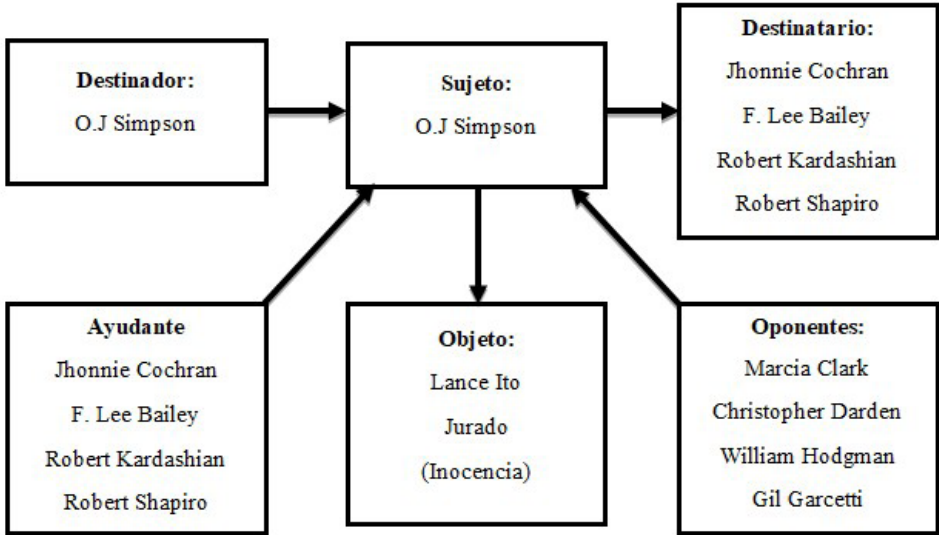 Destinador:
O.J Simpson
Sujeto:
O.J Simpson
Destinatario:
Jhonnie Cochran
F. Lee Bailey
Robert Kardashian
Robert Shapiro
Ayudante
Jhonnie Cochran
F. Lee Bailey
Robert Kardashian
Robert Shapiro
Objeto:
Lance Ito
Jurado
(Inocencia)
Oponentes:
Marcia Clark
Christopher Darden
William Hodgman
Gil Garcetti